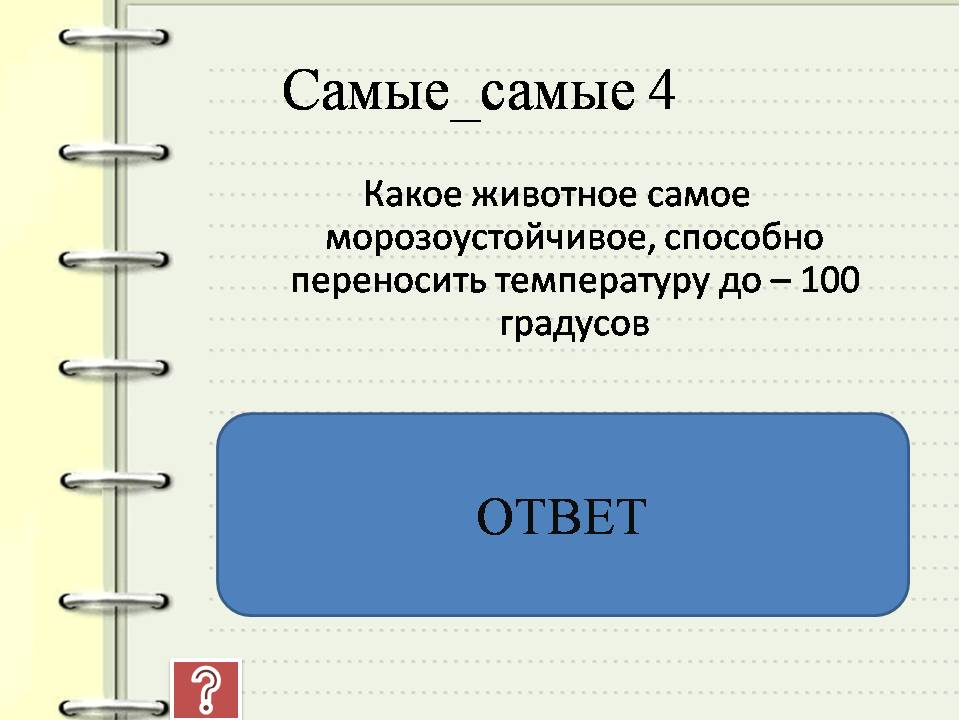 Самые_самые 4
Какое животное самое
морозоустойчивое, способно
переносить температуру до – 100
градусов
ОТВЕТ
?